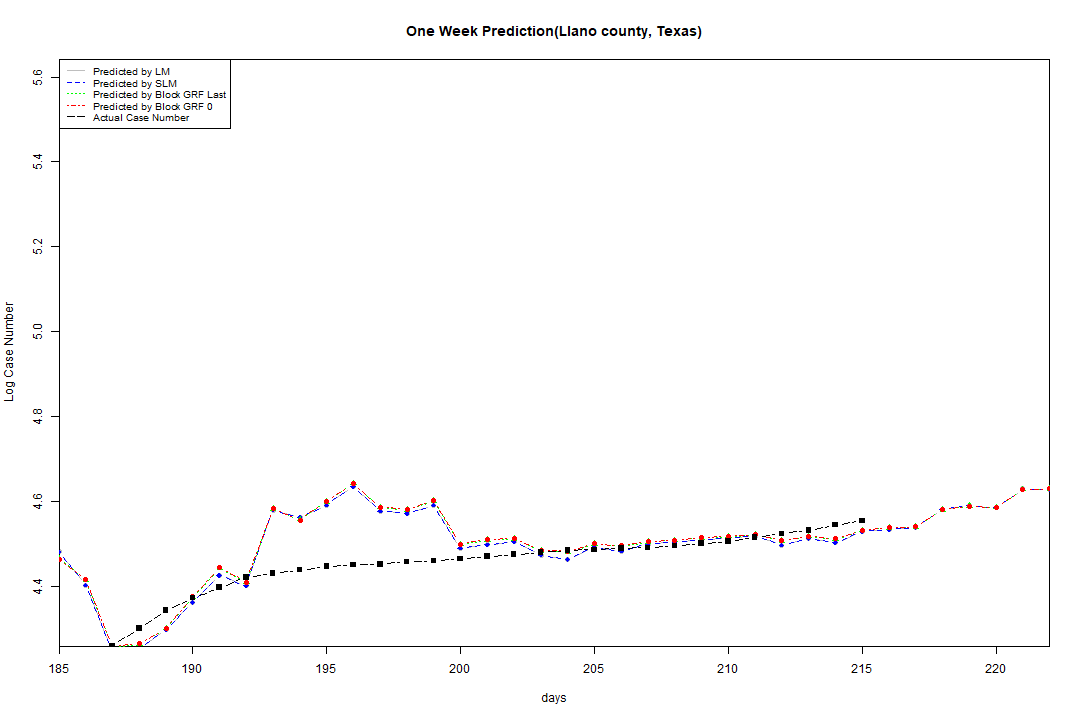 One Week Prediction(Llano county, Texas)
Predicted by LM
Predicted by SLM
Predicted by Block GRF Last
Predicted by Block GRF 0
Actual Case Number
5.6
5.4
5.2
5.0
4.8
4.6
4.4
Log Case Number
185 190 195 200 205 210 215 220
days